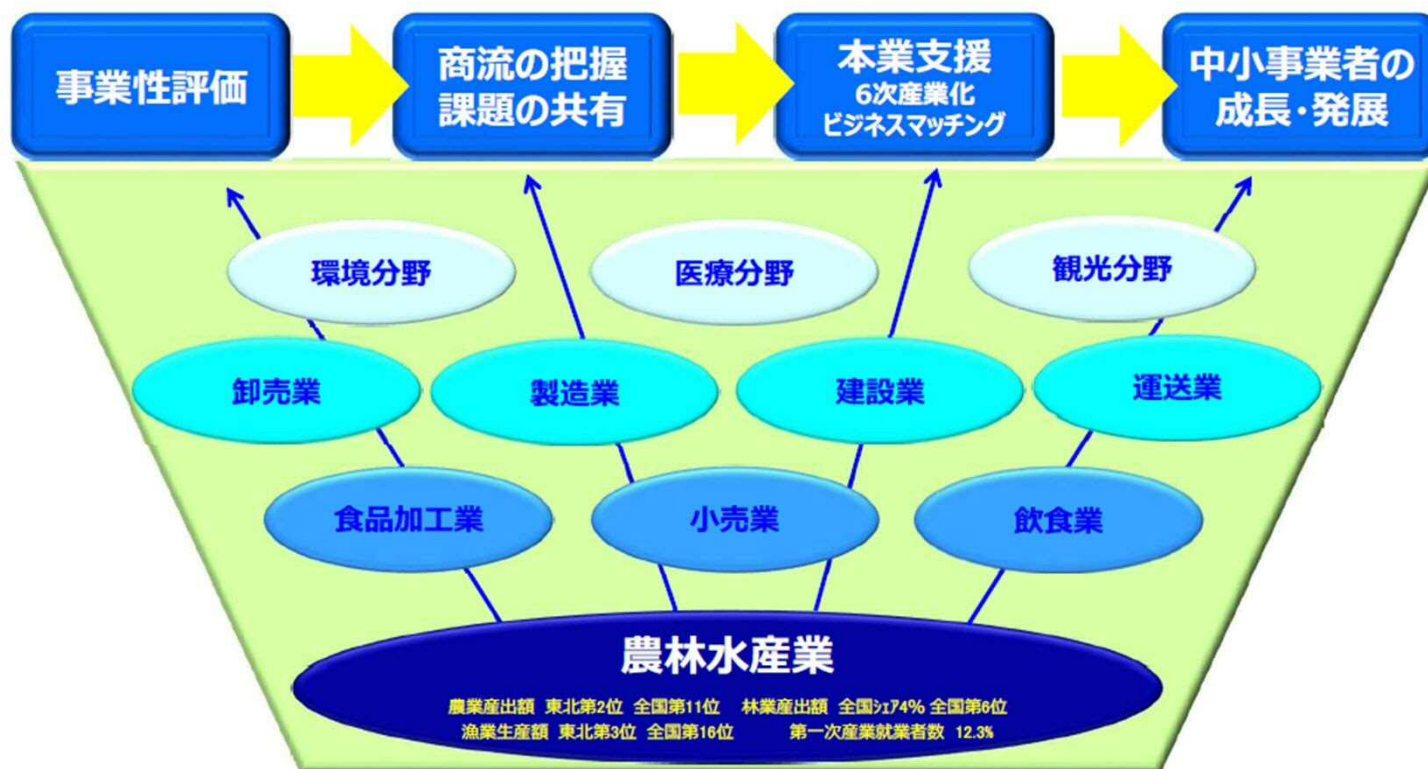 事業性評価
商流の把握
課題の共有
本業支援
6次産業化
ビジネスマッチング
中小事業者の
成長・発展
環境分野
医療分野
観光分野
卸売業
製造業
建設業
運送業
食品加工業
小売業
飲食業
農林水産業
農業産出額 東北第2位 全国第11位 林業産出額 全国ｼｪｱ4% 全国第6位
漁業生産額 東北第3位 全国第16位 第一次産業就業者数 12.3%